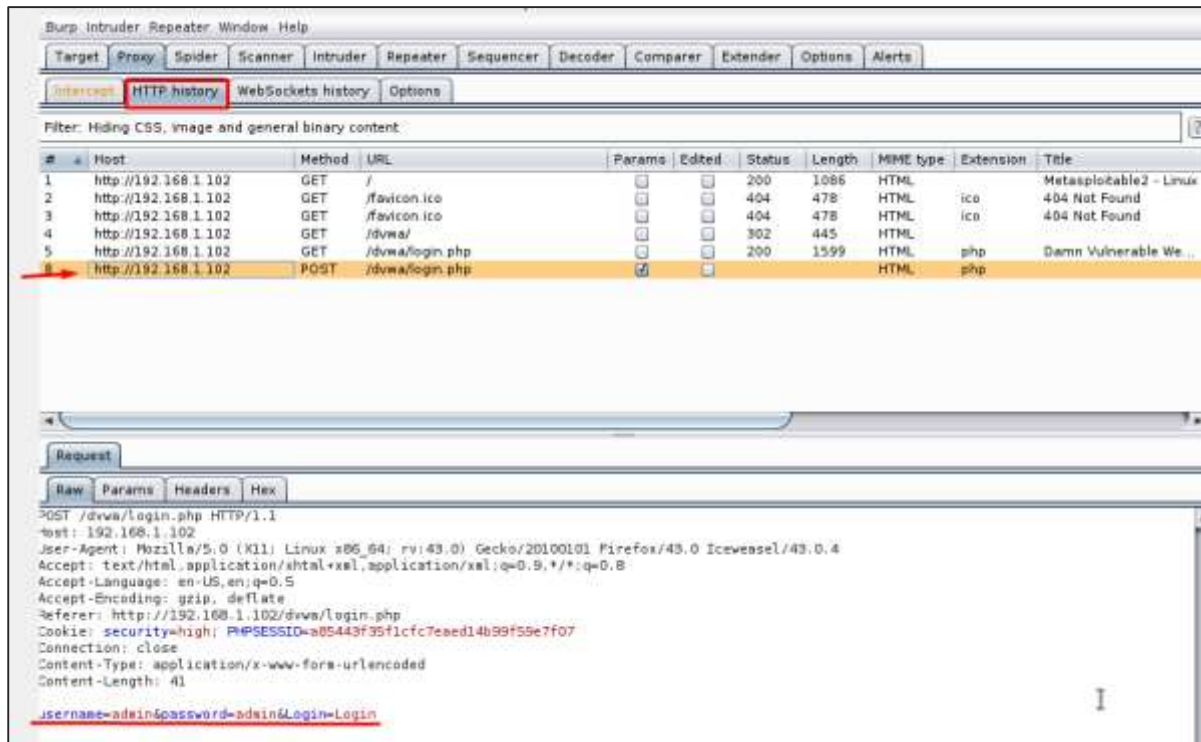 Burp Intruder Repeater Window Help
Target Proxy Spider Scanner Intruder Repeater Sequencer Decoder Comparer Extender Options Alerts
Intercept HTTP history WebSockets history Options
Filter: Hiding CSS, image and general binary content
# Host Method URL Params Edited Status Length MIME type Extension Title
1 http://192.168.1.102 GET / 200 1086 HTML Metasploitable2 - Linux
2 http://192.168.1.102 GET /favicon.ico 404 478 HTML ico 404 Not Found
3 http://192.168.1.102 GET /favicon.ico 404 478 HTML ico 404 Not Found
4 http://192.168.1.102 GET /dvwa/ 302 445 HTML
5 http://192.168.1.102 GET /dvwa/login.php 200 1599 HTML php Damn Vulnerable We...
http://192.168.1.102 POST /dvwa/login.php HTML php
Request
Raw Params Headers Hex
POST /dvwa/login.php HTTP/1.1
Host: 192.168.1.102
User-Agent: Mozilla/5.0 (X11; Linux x86_64; rv:43.0) Gecko/20100101 Firefox/43.0 Iceweasel/43.0.4
Accept: text/html,application/xhtml+xml,application/xml;q=0.9,*/*;q=0.8
Accept-Language: en-US,en;q=0.5
Accept-Encoding: gzip, deflate
Referer: http://192.168.1.102/dvwa/login.php
Cookie: security=high; PHPSESSID=a85443f35f1cfc7eaed14b99f59e7f07
Connection: close
Content-Type: application/x-www-form-urlencoded
Content-Length: 41
username=admin&password=admin&Login=Login